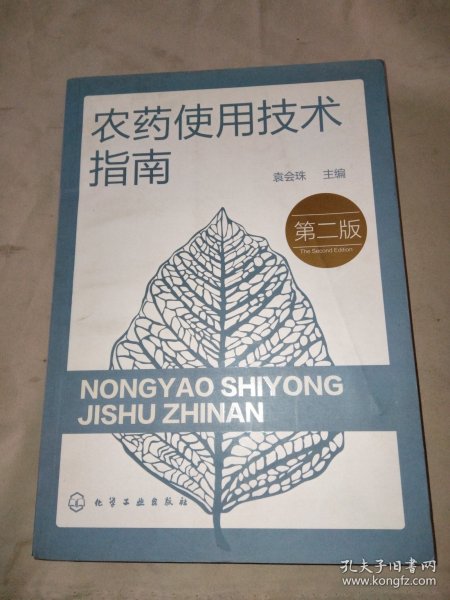 农药使用技术
指南
袁会珠 主编
第二版
The Second Edition
NONGYAO SHIYONG
JISHU ZHINAN
化学工业出版社
孔夫子旧书网
www.kongfz.com